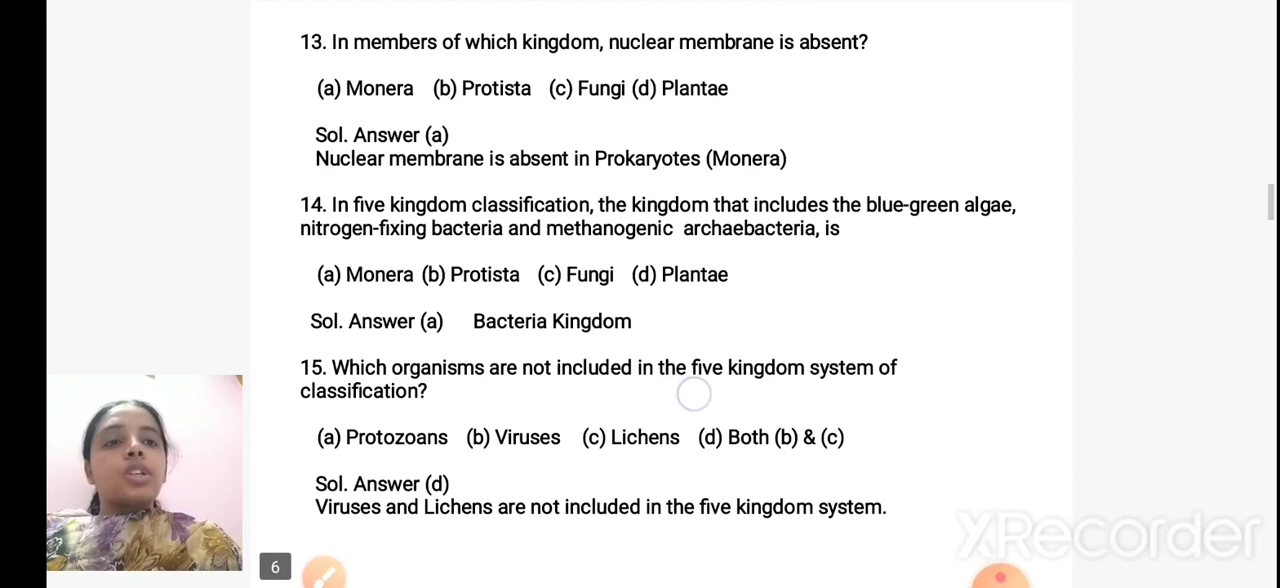 13. In members of which kingdom, nuclear membrane is absent?
(a) Monera (b) Protista (c) Fungi (d) Plantae
Sol. Answer (a)
Nuclear membrane is absent in Prokaryotes (Monera)
14. In five kingdom classification, the kingdom that includes the blue-green algae,
nitrogen-fixing bacteria and methanogenic archaebacteria, is
(a) Monera (b) Protista (c) Fungi (d) Plantae
Sol. Answer (a) Bacteria Kingdom
15. Which organisms are not included in the five kingdom system of
classification?
(a) Protozoans (b) Viruses (c) Lichens (d) Both (b) & (c)
Sol. Answer (d)
Viruses and Lichens are not included in the five kingdom system.
XRecorder
6